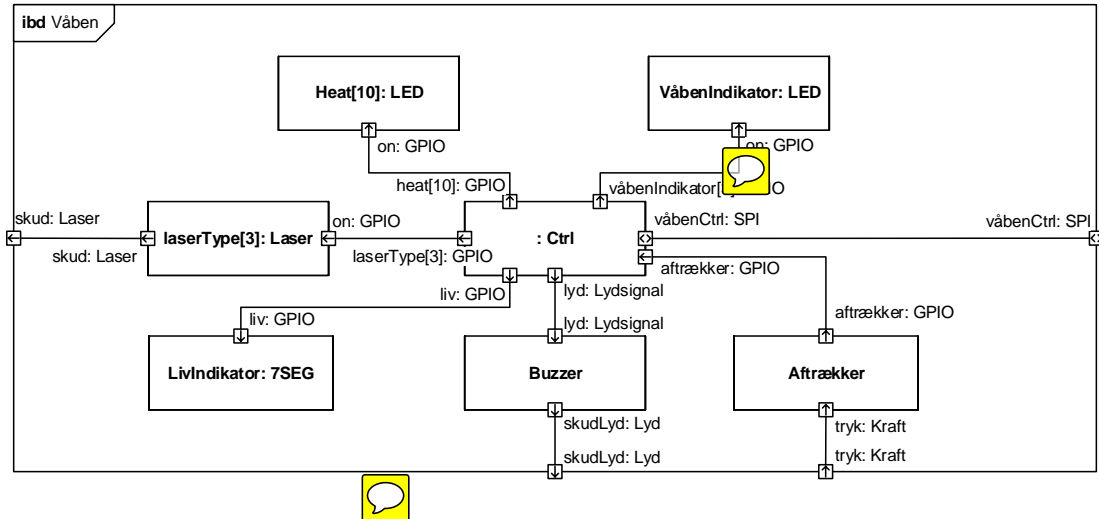 ibd Våben
Heat[10]: LED
VåbenIndikator: LED
on: GPIO
on: GPIO
heat[10]: GPIO
våbenIndikator[
skud: Laser
on: GPIO
våbenCtrl: SPI
våbenCtrl: SPI
laserType[3]: Laser
: Ctrl
skud: Laser
laserType[3]: GPIO
aftrækker: GPIO
liv: GPIO
lyd: Lydsignal
liv: GPIO
lyd: Lydsignal
aftrækker: GPIO
LivIndikator: 7SEG
Buzzer
Aftrækker
skudLyd: Lyd
tryk: Kraft
skudLyd: Lyd
tryk: Kraft